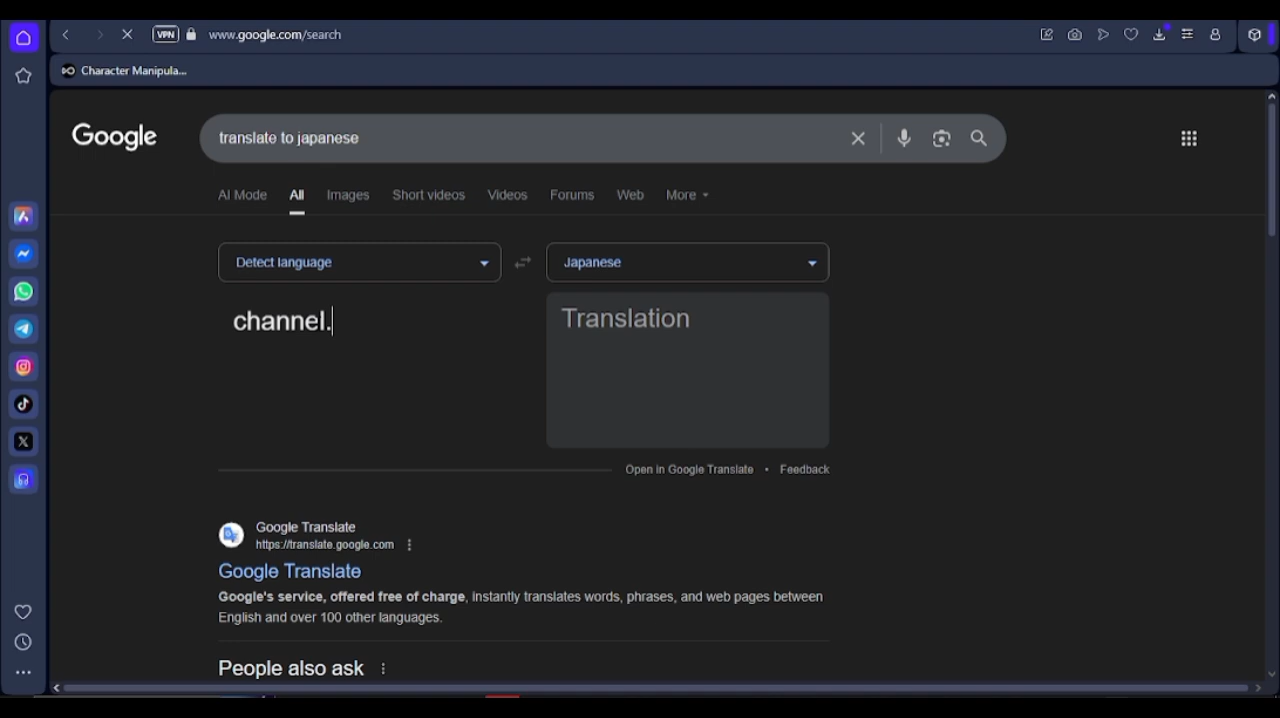 VPN www.google.com/search
Character Manipula...
Google translate to japanese
AI Mode All Images Short videos Videos Forums Web More
Detect language Japanese
channel. Translation
Open in Google Translate • Feedback
Google Translate
https://translate.google.com
Google Translate
Google's service, offered free of charge, instantly translates words, phrases, and web pages between
English and over 100 other languages.
People also ask